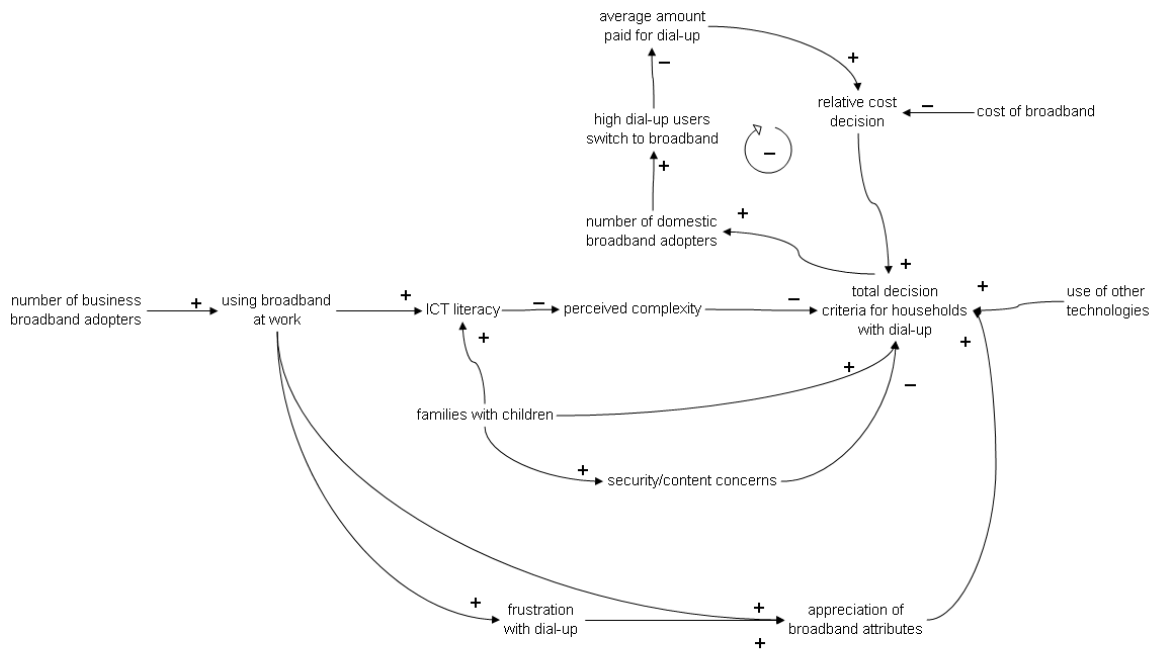 average amount
paid for dial-up
+
−
relative cost
decision
−
cost of broadband
high dial-up users
switch to broadband
−
+
number of domestic
broadband adopters
+
+
number of business
broadband adopters
+
using broadband
at work
+
ICT literacy
−
perceived complexity
−
total decision
criteria for households
with dial-up
+
use of other
technologies
+
+
+
−
families with children
+
security/content concerns
+
frustration
with dial-up
+
+
appreciation of
broadband attributes